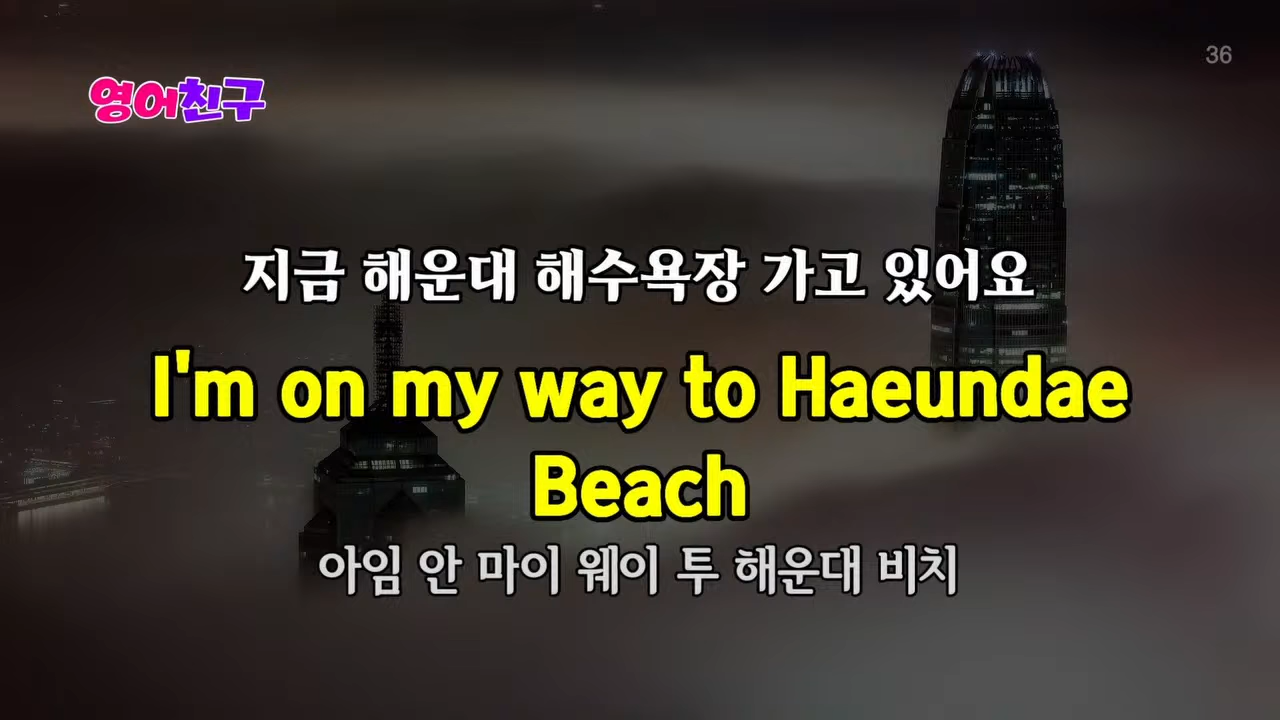 36
영어친구
지금 해운대 해수욕장 가고 있어요
I'm on my way to Haeundae
Beach
아임 안 마이 웨이 투 해운대 비치